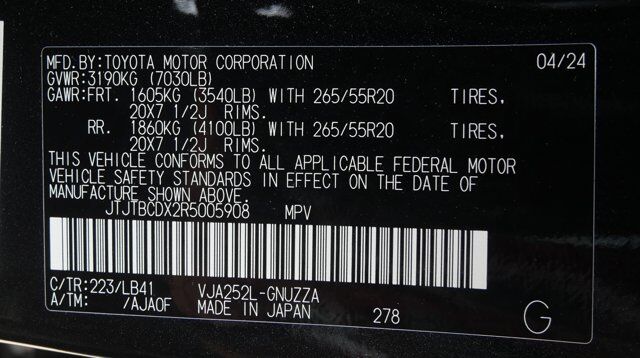 MFD.BY:TOYOTA MOTOR CORPORATION 04/24
GVWR:3190KG (7030LB)
GAWR:FRT. 1605KG (3540LB) WITH 265/55R20 TIRES,
20X7 1/2J RIMS.
RR. 1860KG (4100LB) WITH 265/55R20 TIRES,
20X7 1/2J RIMS.
THIS VEHICLE CONFORMS TO ALL APPLICABLE FEDERAL MOTOR
VEHICLE SAFETY STANDARDS IN EFFECT ON THE DATE OF
MANUFACTURE SHOWN ABOVE.
JTJTBCDX2R5005908 MPV
C/TR:223/LB41 VJA252L-GNUZZA
A/TM: /AJA0F MADE IN JAPAN 278 G